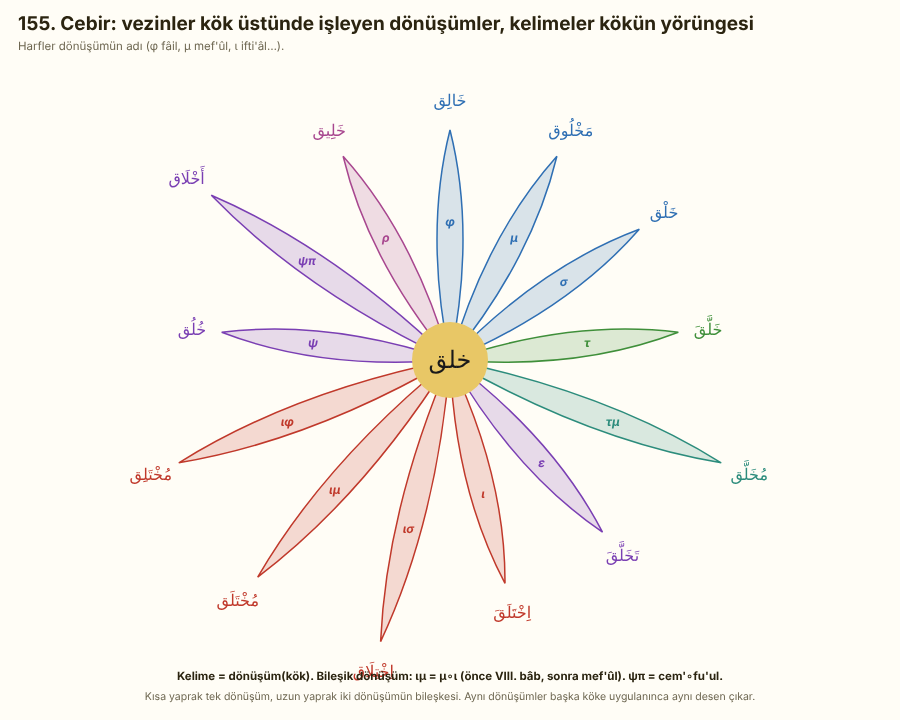 155. Cebir: vezinler kök üstünde işleyen dönüşümler, kelimeler kökün yörüngesi
Harfler dönüşümün adı (φ fâil, μ mef'ûl, ι ifti'âl…).
خَالِق
مَخْلُوق
خَلِيق
أَخْلَاق
خَلْق
φ
ρ
μ
ψπ
σ
خُلُق
خَلَّقَ
ψ
τ
خلق
ιφ
τμ
ε
مُخْتَلِق
مُخَلَّق
ιμ
ι
ισ
تَخَلَّقَ
مُخْتَلَق
اِخْتَلَقَ
اِخْتِلَاق
Kelime = dönüşüm(kök). Bileşik dönüşüm: ιμ = μ∘ι (önce VIII. bâb, sonra mef'ûl). ψπ = cem'∘fu'ul.
Kısa yaprak tek dönüşüm, uzun yaprak iki dönüşümün bileşkesi. Aynı dönüşümler başka köke uygulanınca aynı desen çıkar.